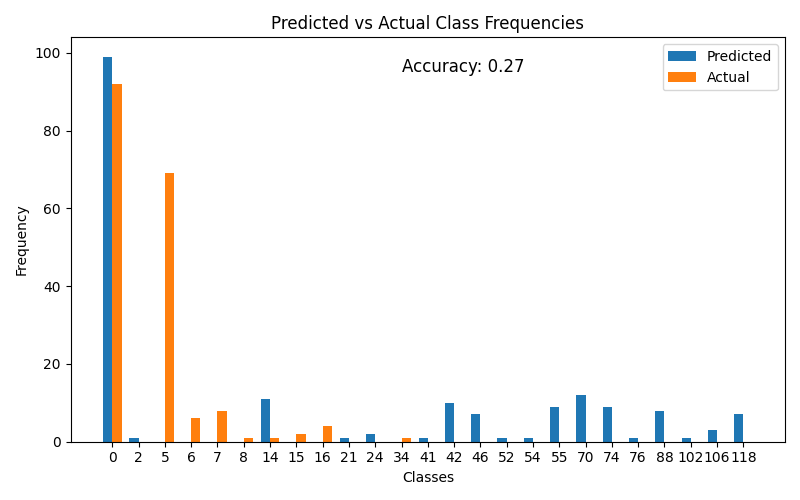 Predicted vs Actual Class Frequencies
Accuracy: 0.27
Predicted
Actual
Frequency
100
80
60
40
20
0
0 2 5 6 7 8 14 15 16 21 24 34 41 42 46 52 54 55 70 74 76 88 102 106 118
Classes